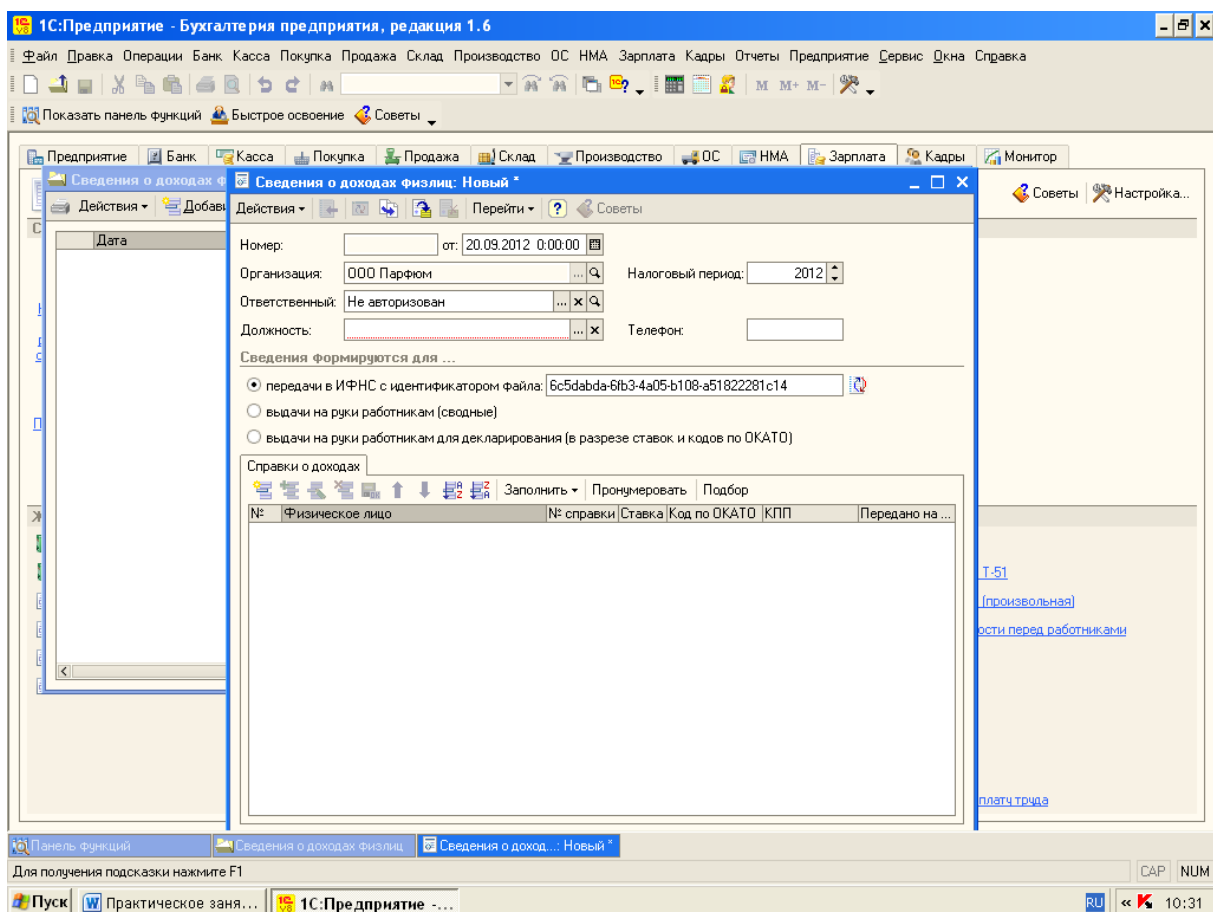 1С:Предприятие - Бухгалтерия предприятия, редакция 1.6
Файл Правка Операции Банк Касса Покупка Продажа Склад Производство ОС НМА Зарплата Кадры Отчеты Предприятие Сервис Окна Справка
M M+ M-
Показать панель функций Быстрое освоение Советы
Предприятие Банк Касса Покупка Продажа Склад Производство ОС НМА Зарплата Кадры Монитор
Сведения о доходах ф
Сведения о доходах физлиц: Новый *
Советы Настройка...
Действия Добавь
Действия Перейти Советы
Дата
Номер: от: 20.09.2012 0:00:00
Организация: ООО Парфюм Налоговый период: 2012
Ответственный: Не авторизован
Должность: Телефон:
Сведения формируются для ...
передачи в ИФНС с идентификатором файла: 6c5dabda-6fb3-4a05-b108-a51822281c14
выдачи на руки работникам (сводные)
выдачи на руки работникам для декларирования (в разрезе ставок и кодов по ОКАТО)
Справки о доходах
Заполнить Пронумеровать Подбор
№ Физическое лицо № справки Ставка Код по ОКАТО КПП Передано на ...
Т-51
(произвольная)
ости перед работниками
плату труда
Панель функций Сведения о доходах физлиц Сведения о доход...: Новый *
Для получения подсказки нажмите F1 CAP NUM
Пуск Практическое заня... 1С:Предприятие -... RU « 10:31